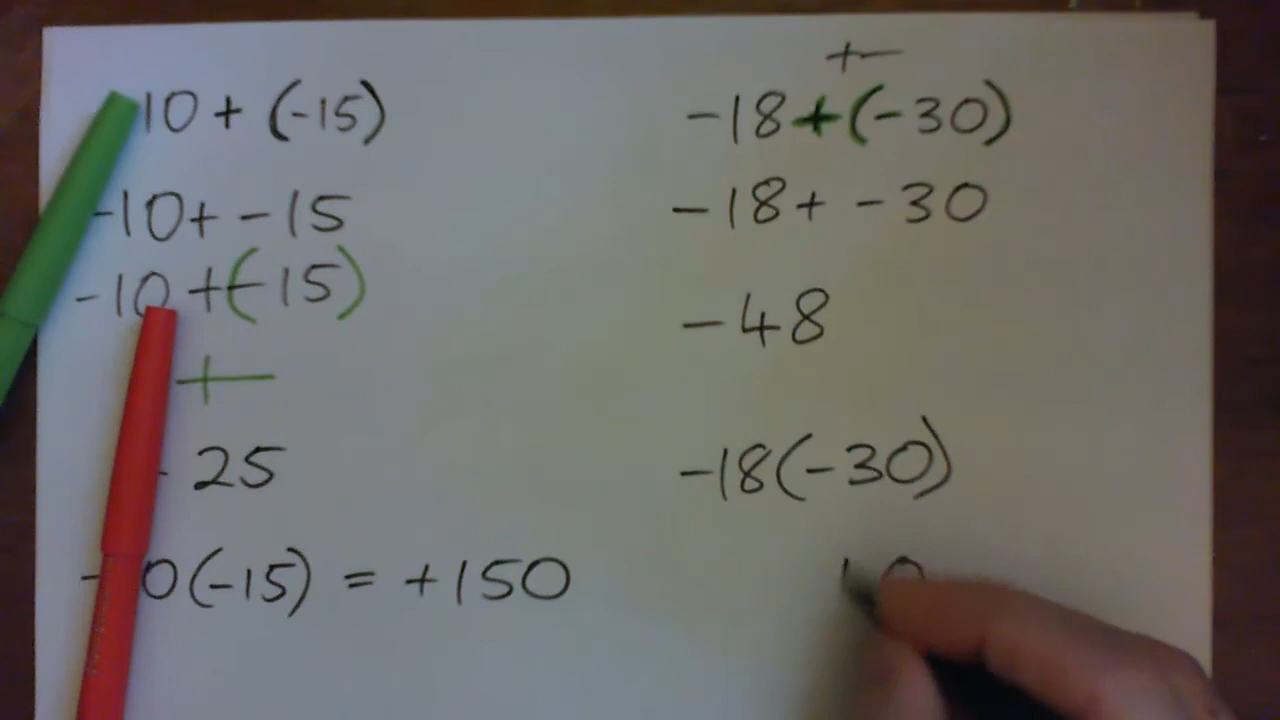 10 + (-15)
-10 + -15
-10 + (-15)
+ -
- 25
- 0(-15) = +150
+ -
-18 + (-30)
-18 + -30
-48
-18(-30)